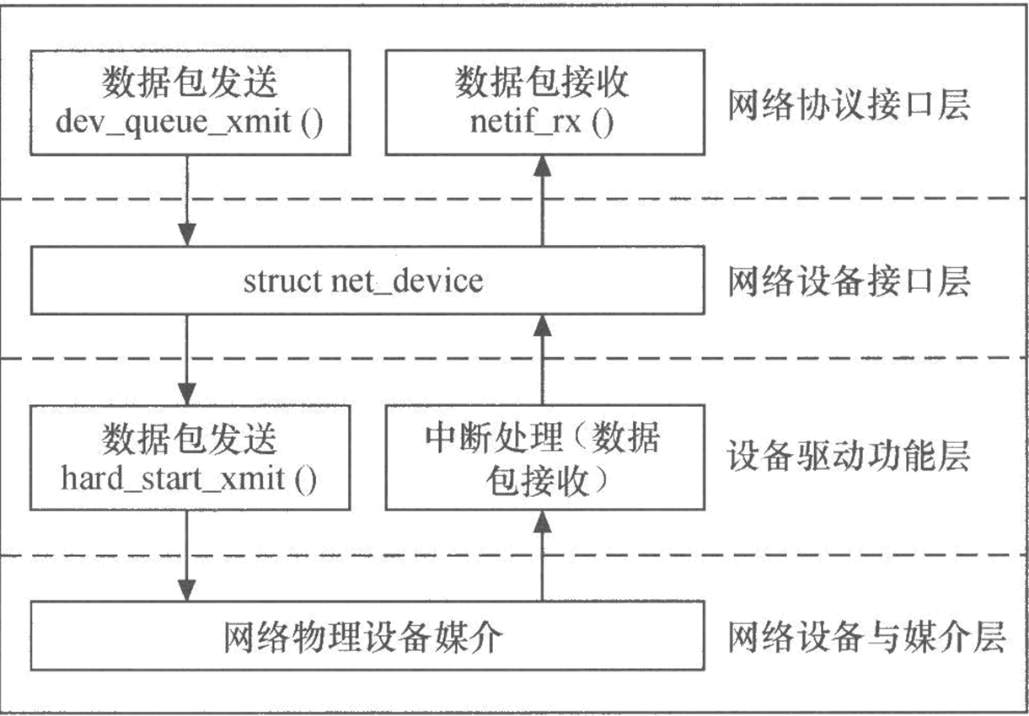 数据包发送
dev_queue_xmit ()
数据包接收
netif_rx ()
网络协议接口层
struct net_device
网络设备接口层
数据包发送
hard_start_xmit ()
中断处理（数据
包接收）
设备驱动功能层
网络物理设备媒介
网络设备与媒介层